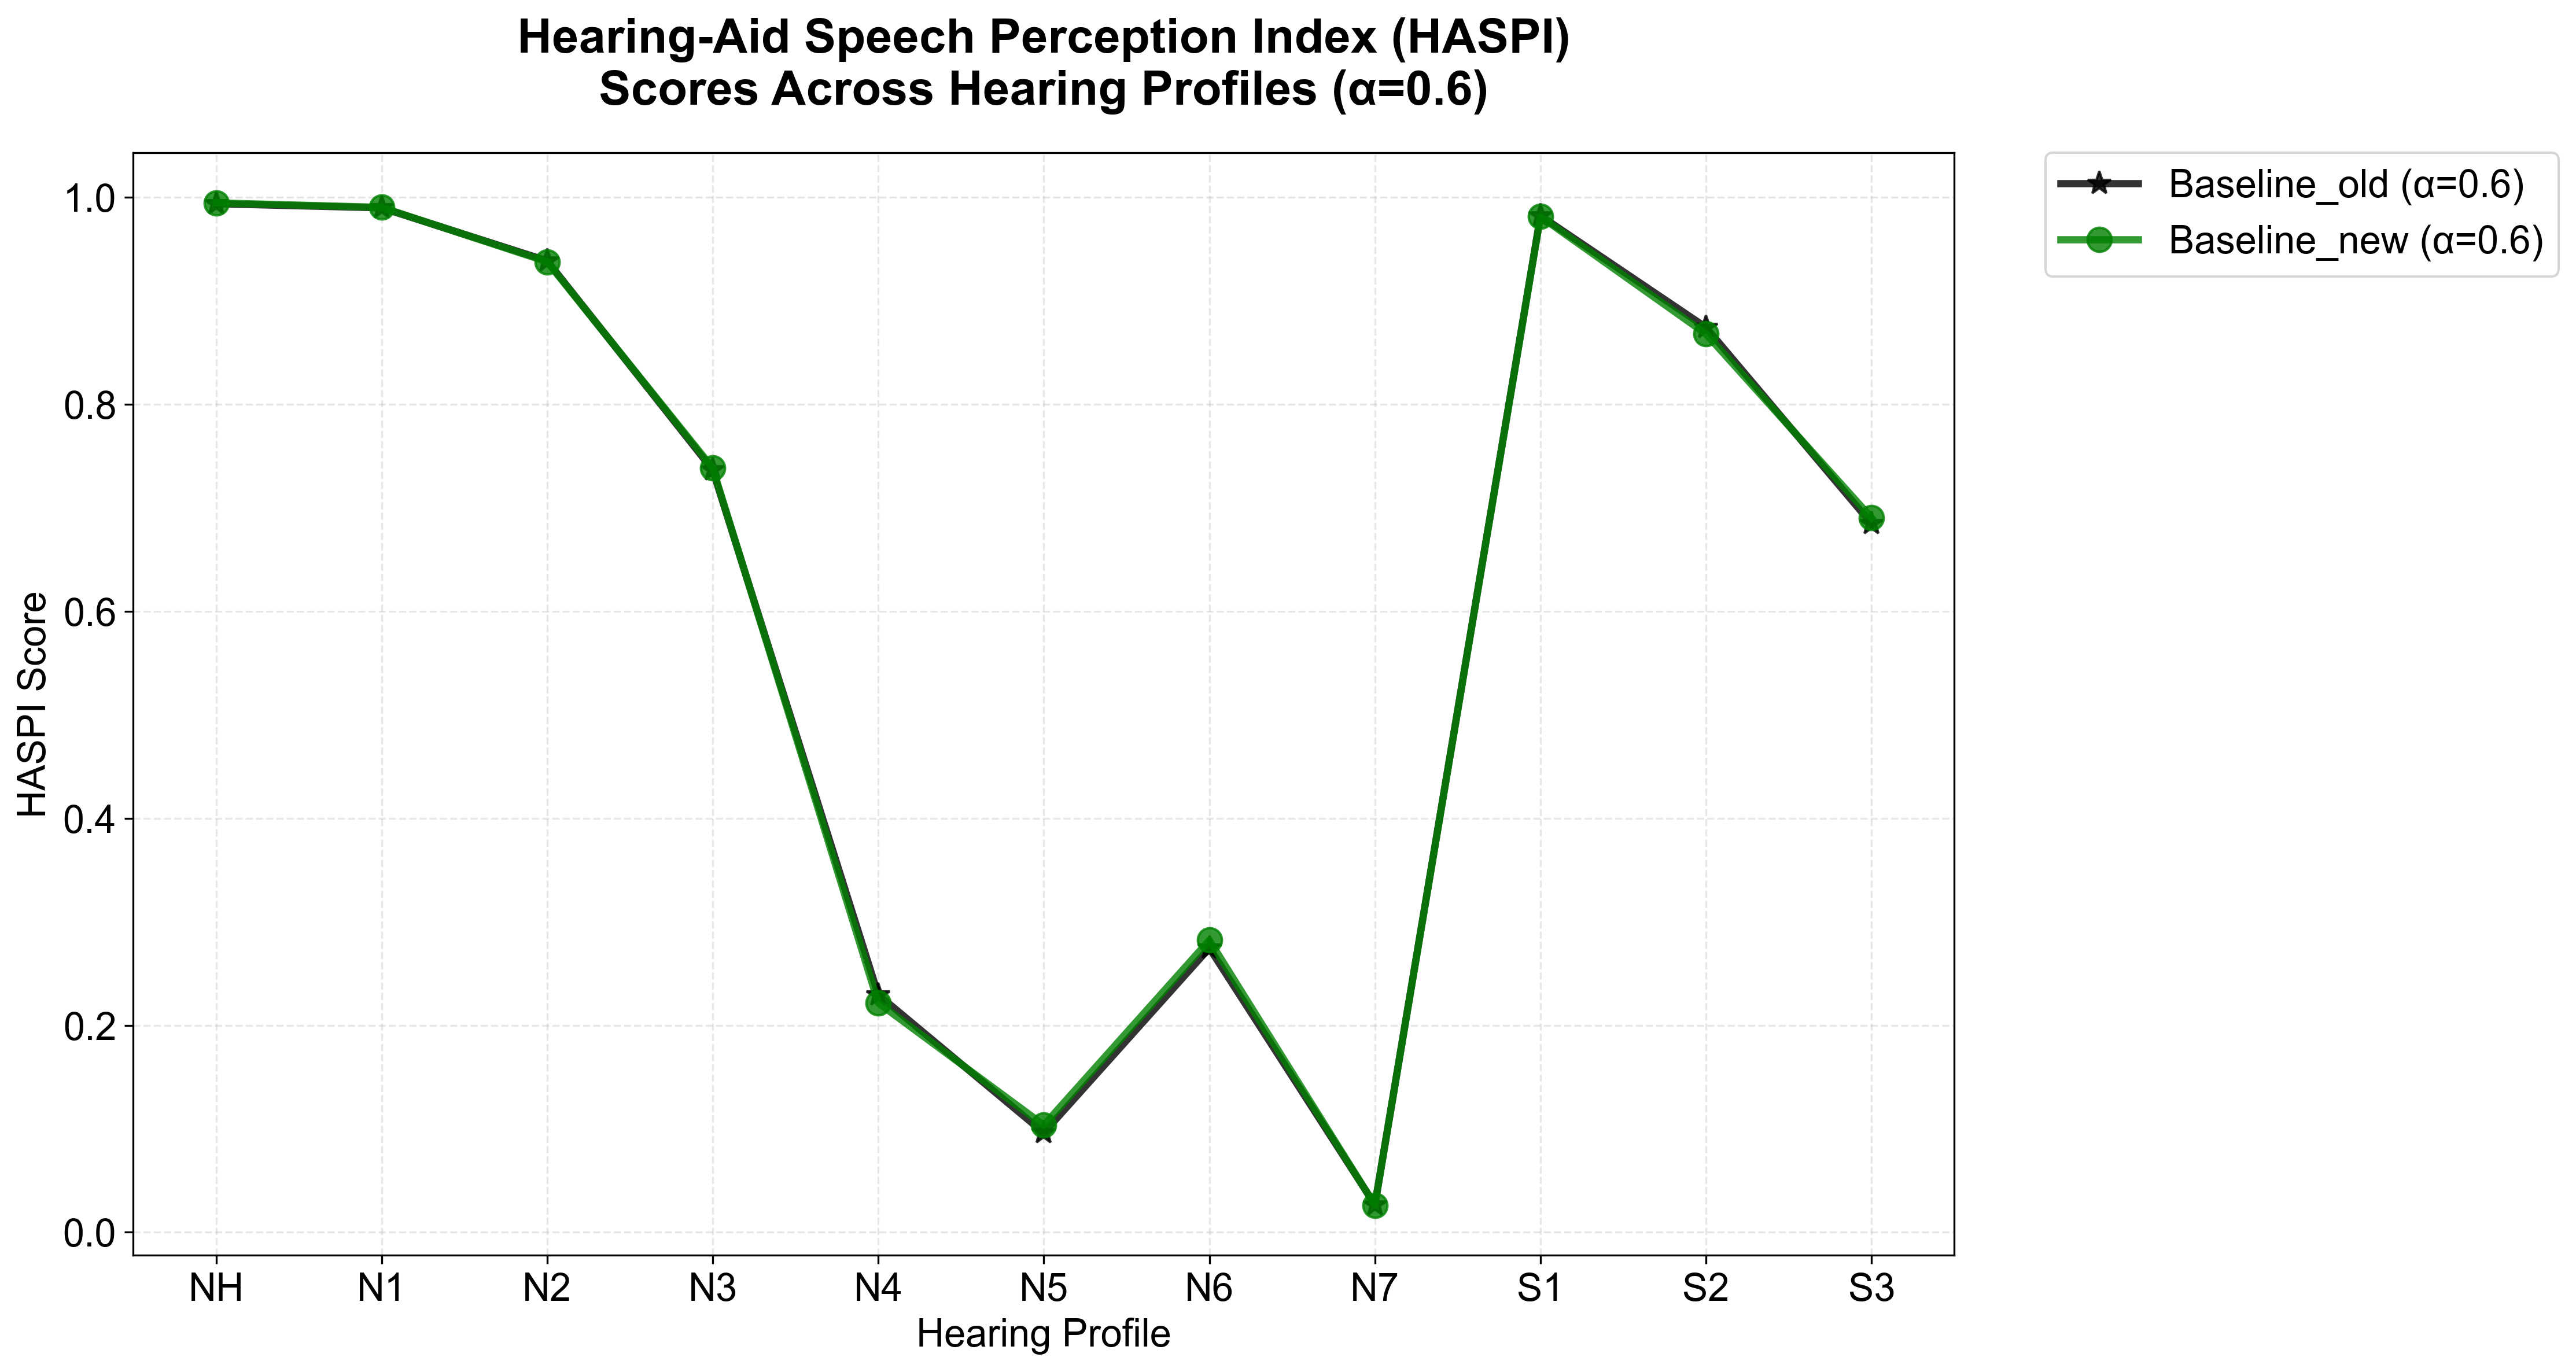 Hearing-Aid Speech Perception Index (HASPI)
Scores Across Hearing Profiles (α=0.6)
Baseline_old (α=0.6)
Baseline_new (α=0.6)
HASPI Score
1.0
0.8
0.6
0.4
0.2
0.0
NH N1 N2 N3 N4 N5 N6 N7 S1 S2 S3
Hearing Profile